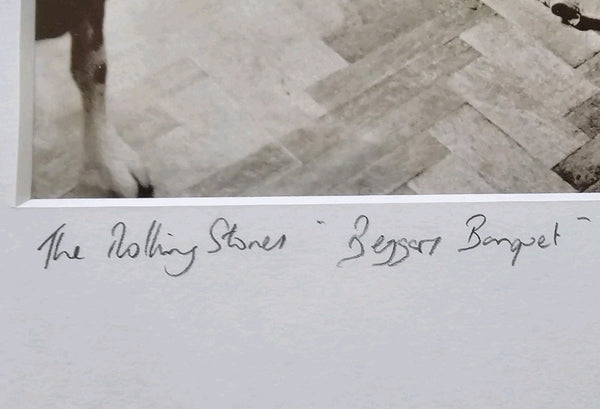 The Rolling Stones "Beggars Banquet"